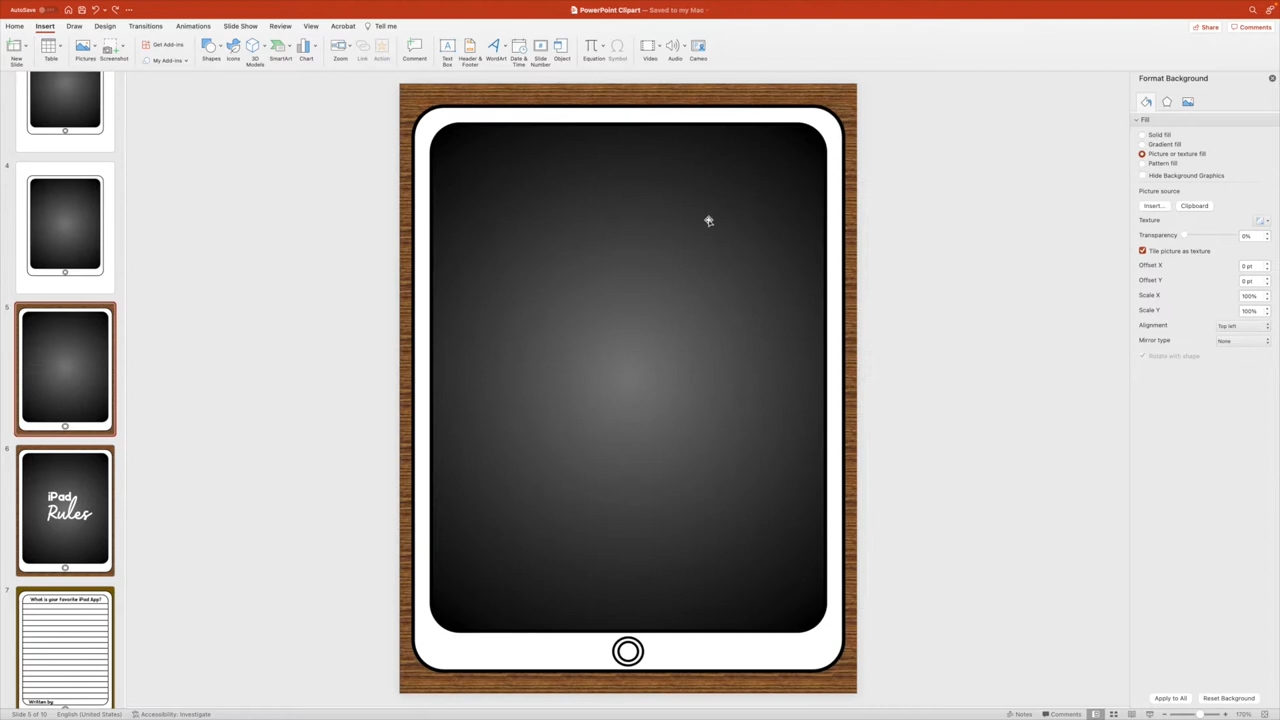 AutoSave
PowerPoint Clipart — Saved to my Mac
Home Insert Draw Design Transitions Animations Slide Show Review View Acrobat Tell me
Share Comments
New Slide
Table
Pictures
Screenshot
Get Add-ins
My Add-ins
Shapes
Icons
3D Models
SmartArt
Chart
Zoom
Link
Action
Comment
Text Box
Header & Footer
WordArt
Date & Time
Slide Number
Object
Equation
Symbol
Video
Audio
Cameo
4
5
6
iPad
Rules
7
What is your favorite iPad App?
Written by
Format Background
Fill
Solid fill
Gradient fill
Picture or texture fill
Pattern fill
Hide Background Graphics
Picture source
Insert... Clipboard
Texture
Transparency 0%
Tile picture as texture
Offset X 0 pt
Offset Y 0 pt
Scale X 100%
Scale Y 100%
Alignment Top left
Mirror type None
Rotate with shape
Apply to All Reset Background
Slide 5 of 10 English (United States) Accessibility: Investigate
Notes Comments 170%